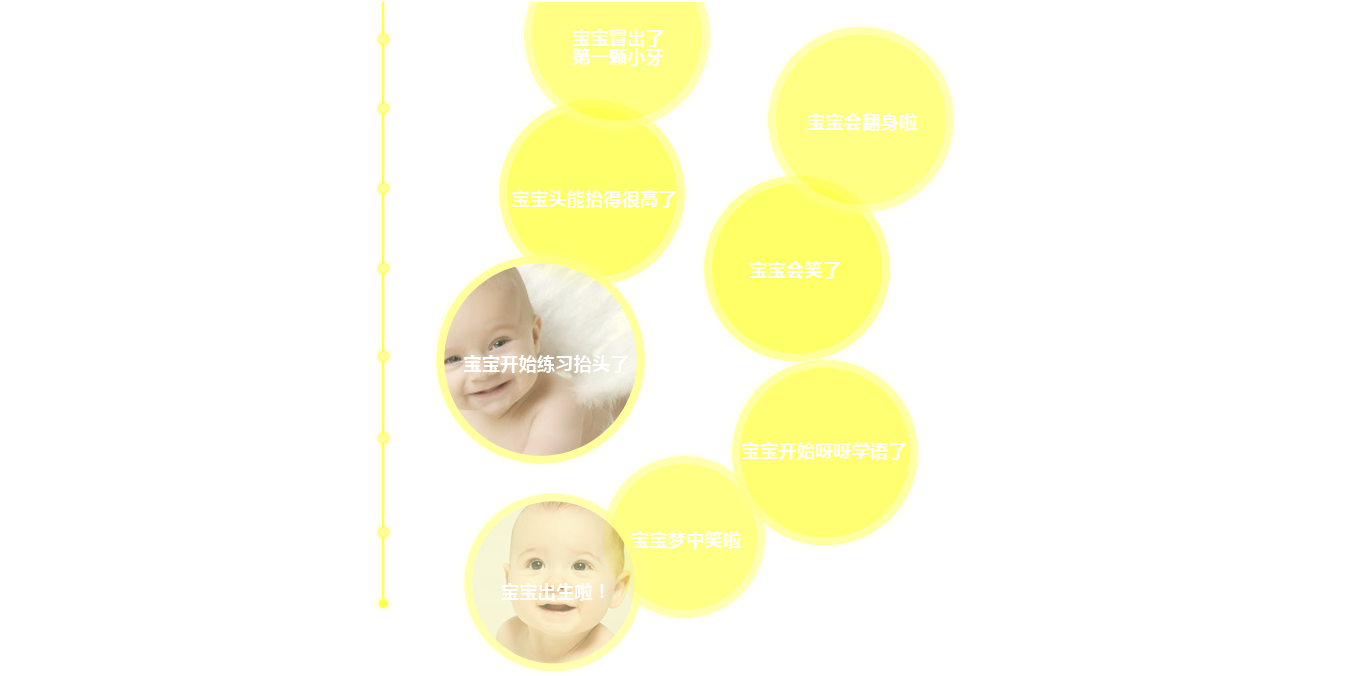 宝宝冒出了
第一颗小牙
宝宝会翻身啦
宝宝头能抬得很高了
宝宝会笑了
宝宝开始练习抬头了
宝宝开始呀呀学语了
宝宝梦中笑啦
宝宝出生啦！